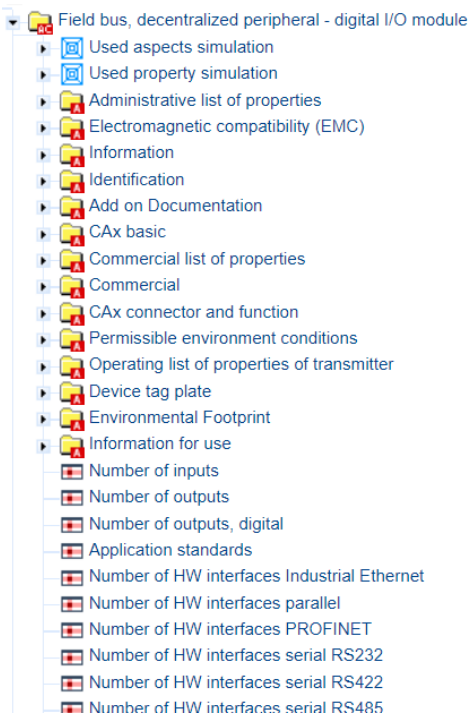 Field bus, decentralized peripheral - digital I/O module
Used aspects simulation
Used property simulation
Administrative list of properties
Electromagnetic compatibility (EMC)
Information
Identification
Add on Documentation
CAx basic
Commercial list of properties
Commercial
CAx connector and function
Permissible environment conditions
Operating list of properties of transmitter
Device tag plate
Environmental Footprint
Information for use
Number of inputs
Number of outputs
Number of outputs, digital
Application standards
Number of HW interfaces Industrial Ethernet
Number of HW interfaces parallel
Number of HW interfaces PROFINET
Number of HW interfaces serial RS232
Number of HW interfaces serial RS422
Number of HW interfaces serial RS485